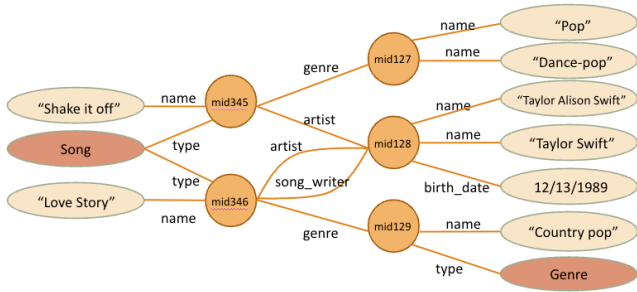 name
"Pop"
name
"Dance-pop"
genre
mid127
name
"Taylor Alison Swift"
"Shake it off"
name
mid345
artist
Song
type
artist
mid128
name
"Taylor Swift"
type
song_writer
birth_date
12/13/1989
"Love Story"
name
mid346
genre
mid129
name
"Country pop"
type
Genre